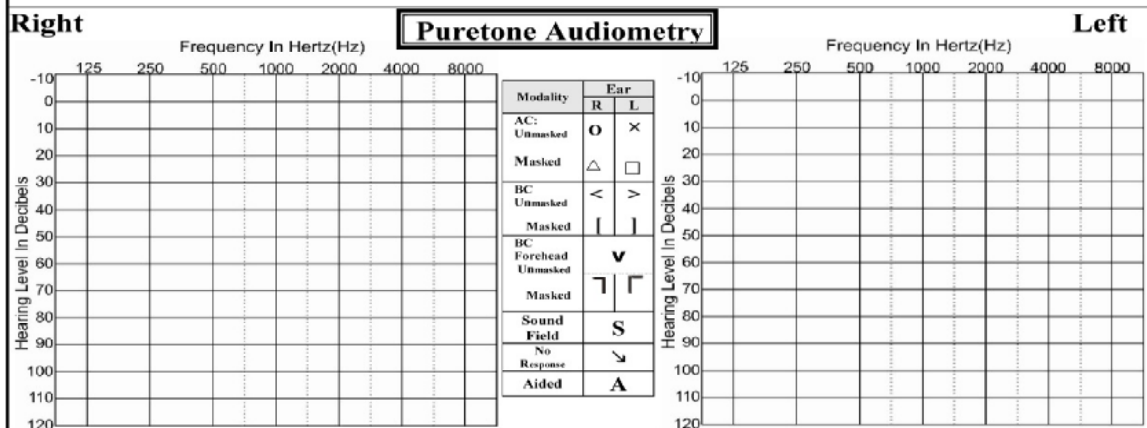 Right
Puretone Audiometry
Left
Frequency In Hertz(Hz)
125 250 500 1000 2000 4000 8000
Hearing Level In Decibels
-10
0
10
20
30
40
50
60
70
80
90
100
110
120
Modality Ear
R L
AC:
Unmasked O ×
Masked △ □
BC
Unmasked < >
Masked [ ]
BC
Forehead
Unmasked v
Masked ⅂ Γ
Sound
Field S
No
Response ↘
Aided A
Frequency In Hertz(Hz)
125 250 500 1000 2000 4000 8000
Hearing Level In Decibels
-10
0
10
20
30
40
50
60
70
80
90
100
110
120